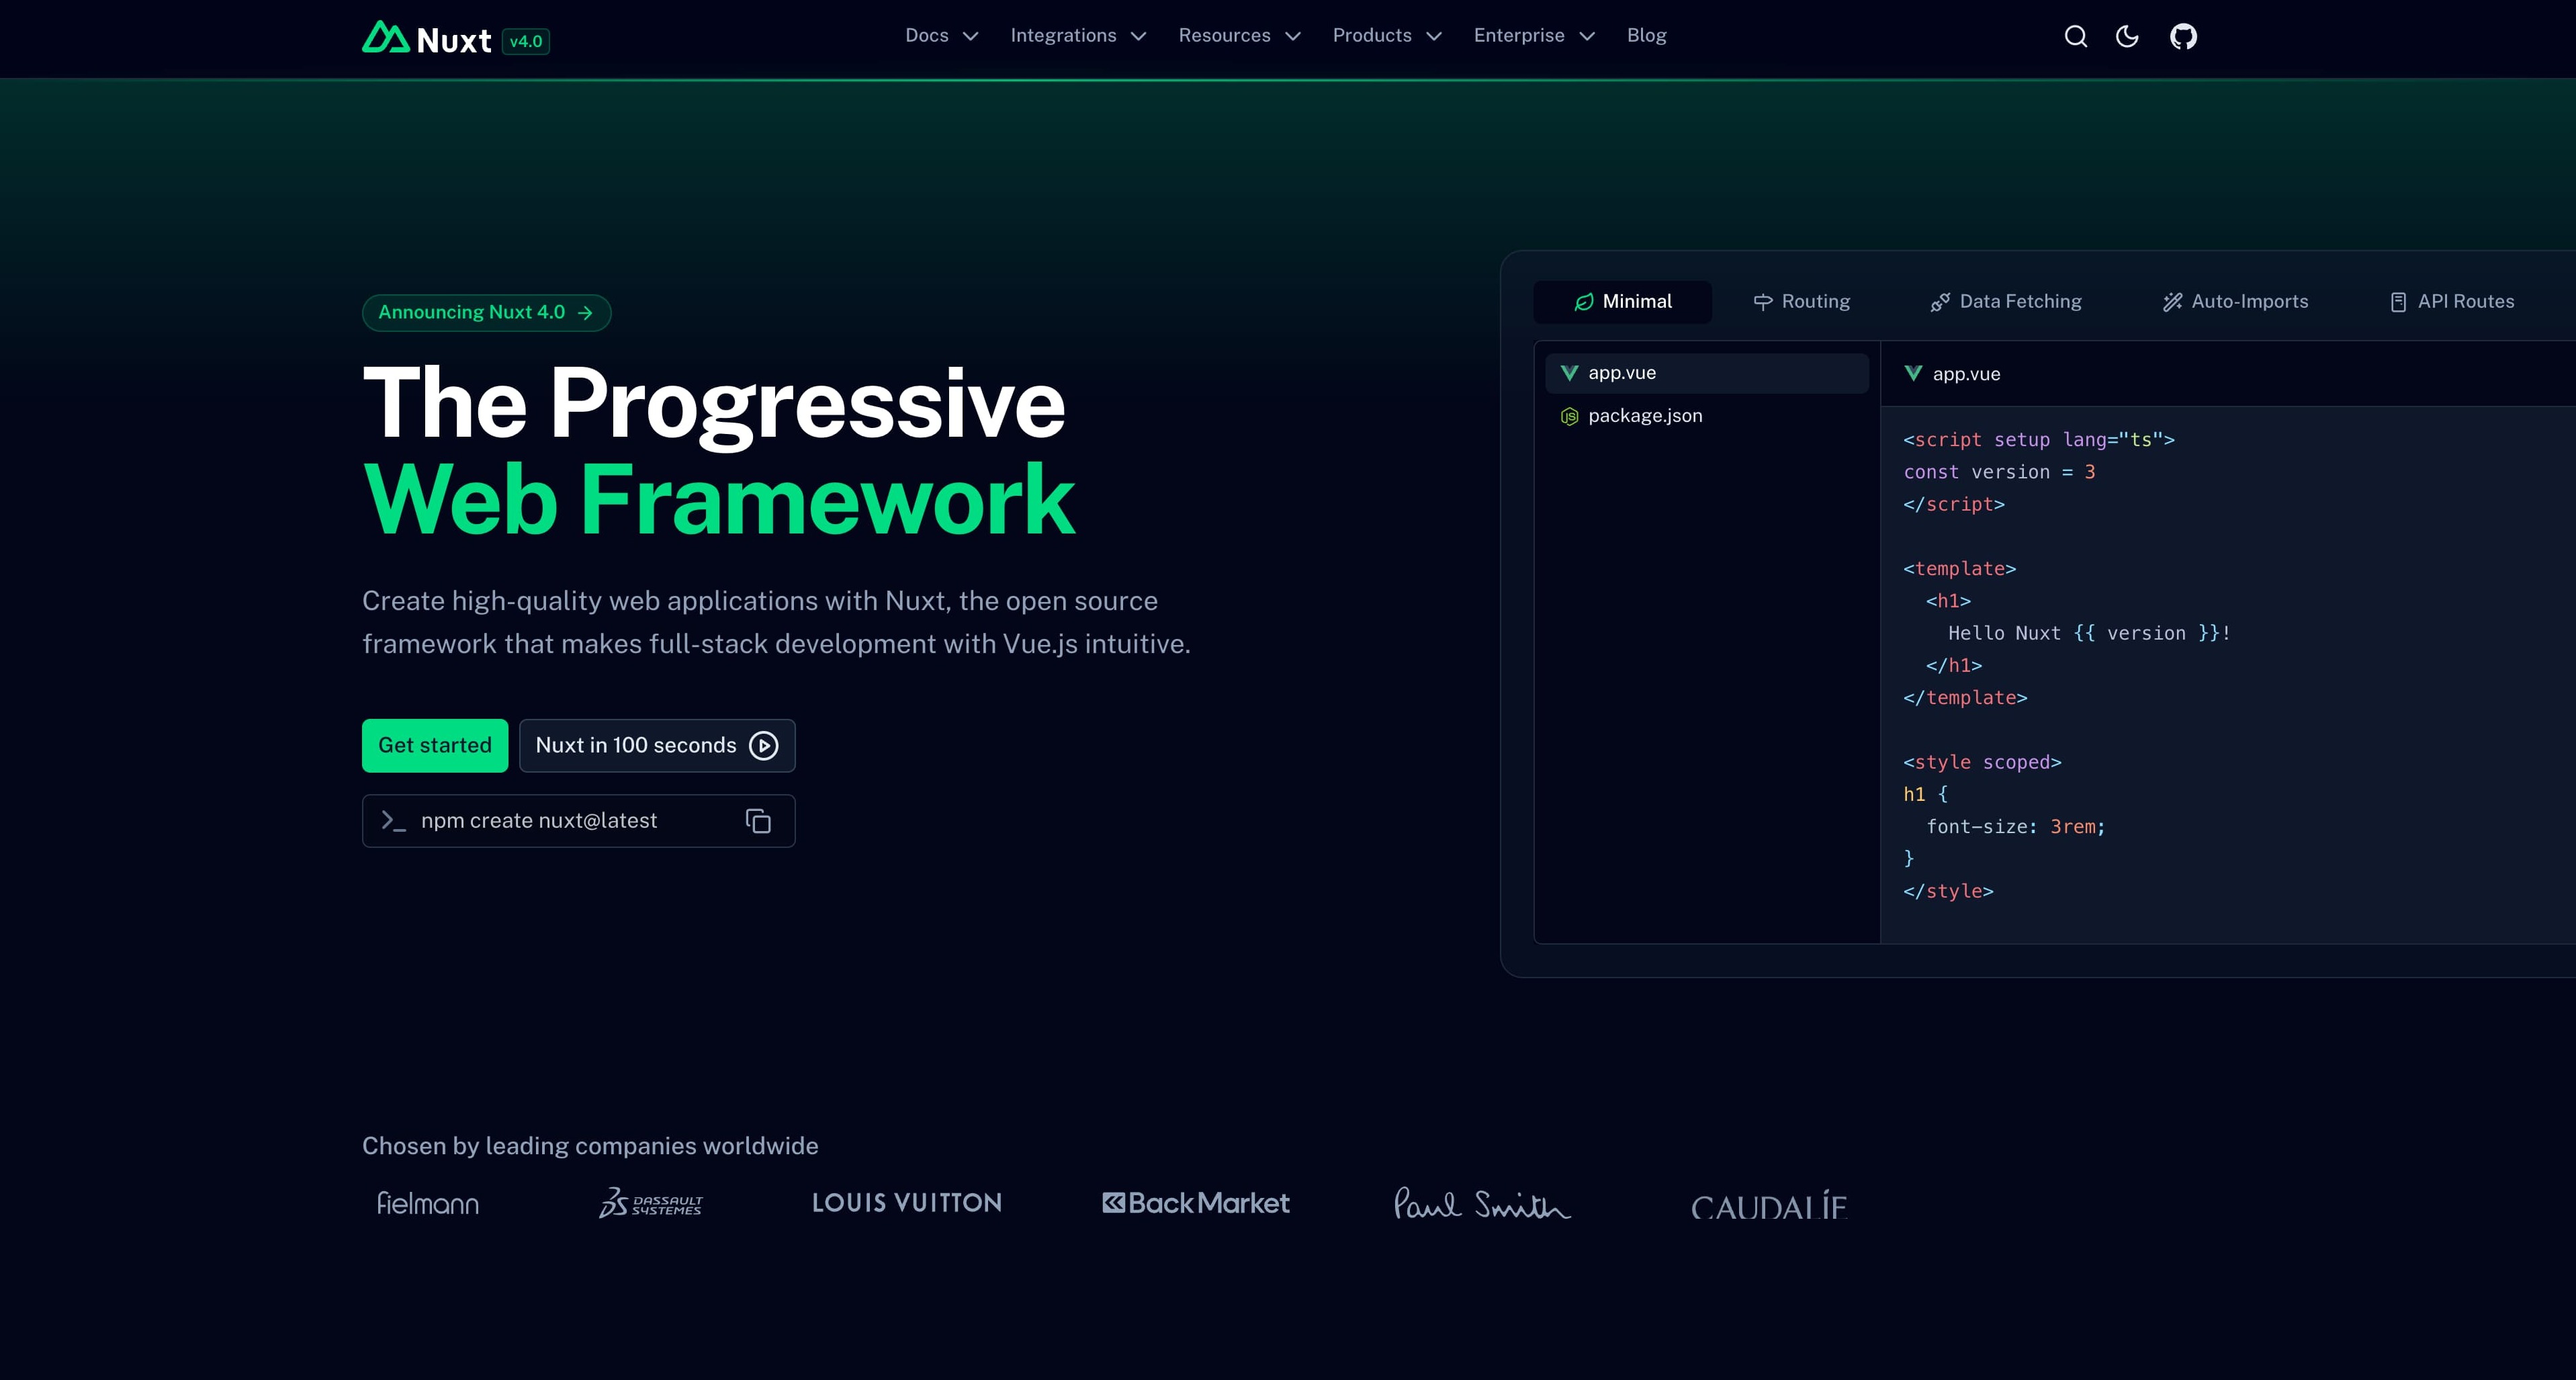 Nuxt v4.0
Docs Integrations Resources Products Enterprise Blog
Announcing Nuxt 4.0
The Progressive
Web Framework
Create high-quality web applications with Nuxt, the open source
framework that makes full-stack development with Vue.js intuitive.
Get started Nuxt in 100 seconds
npm create nuxt@latest
Minimal Routing Data Fetching Auto-Imports API Routes
app.vue
package.json
app.vue
<script setup lang="ts">
const version = 3
</script>
<template>
<h1>
Hello Nuxt {{ version }}!
</h1>
</template>
<style scoped>
h1 {
font-size: 3rem;
}
</style>
Chosen by leading companies worldwide
fielmann DASSAULT SYSTEMES LOUIS VUITTON Back Market Paul Smith CAUDALÍE